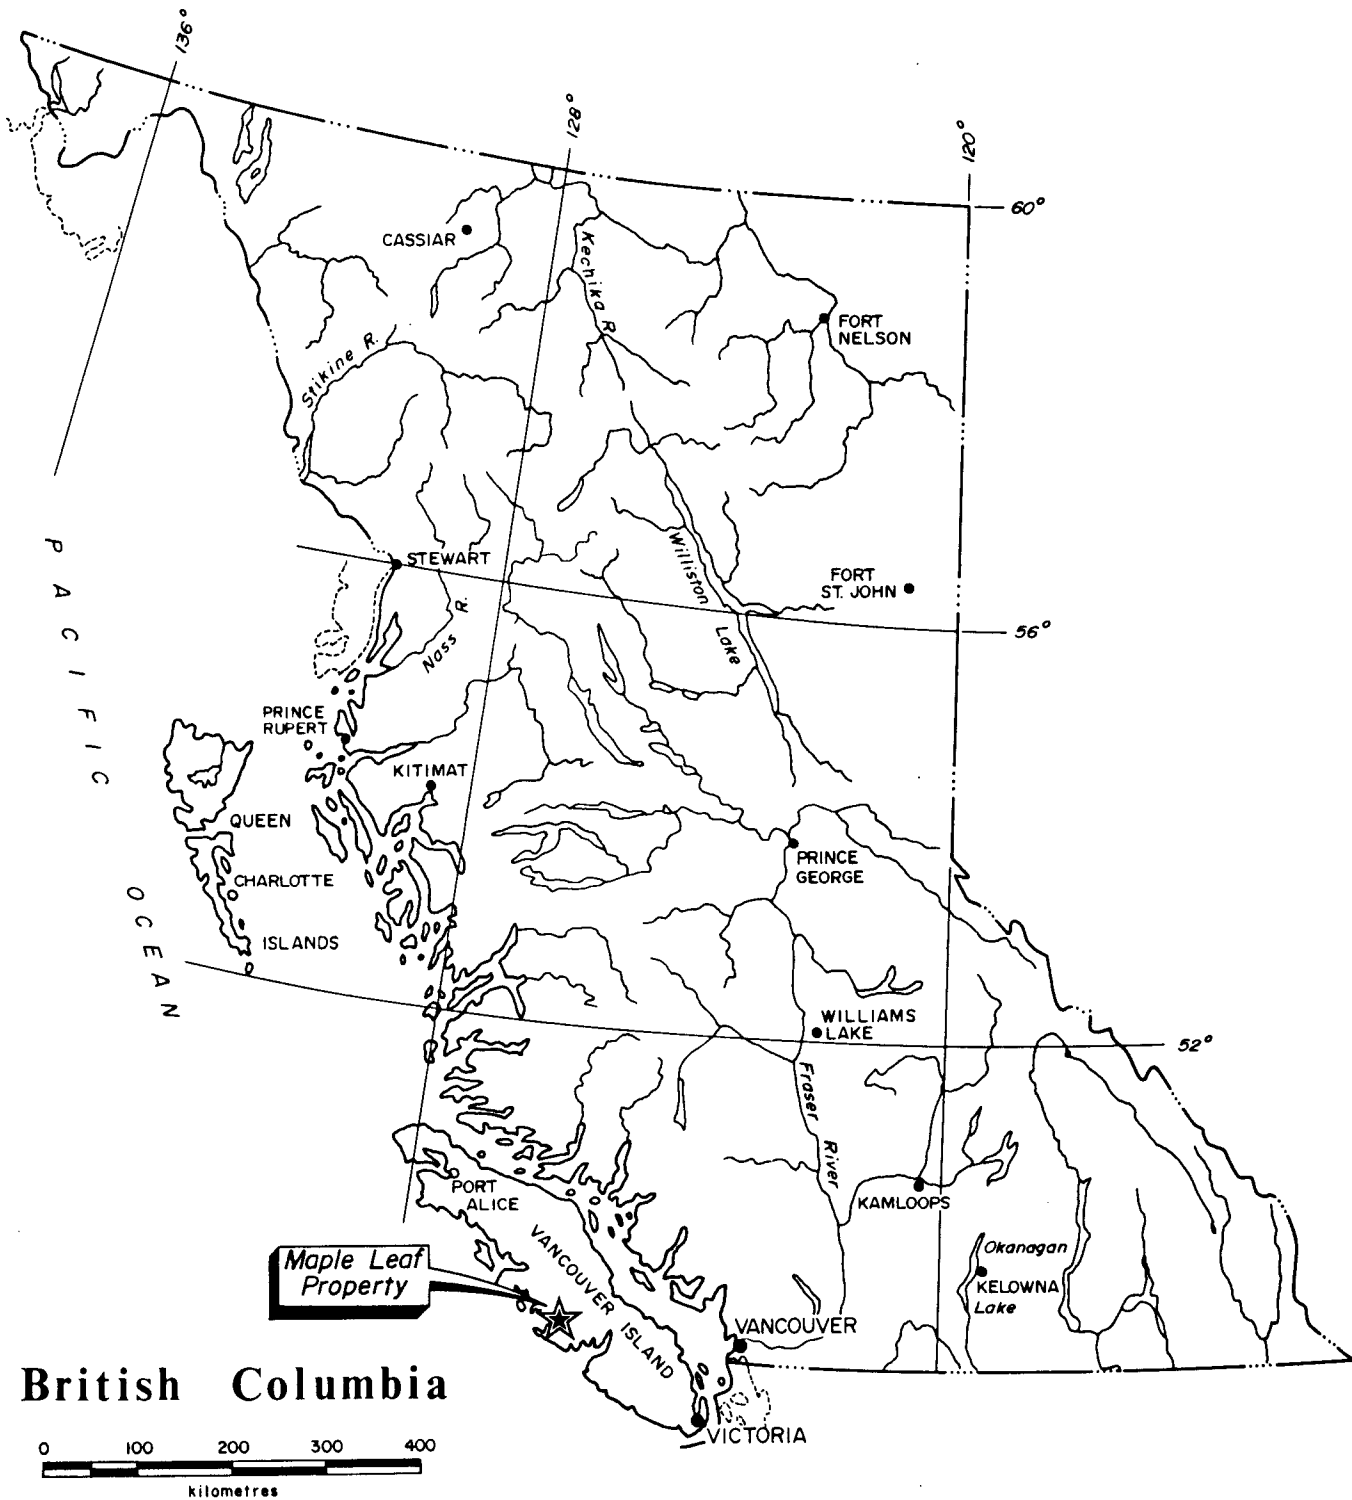 136°
128°
120°
60°
CASSIAR
Kechika R.
FORT
NELSON
Stikine R.
STEWART
FORT
ST. JOHN
Williston
Lake
56°
Nass R.
PACIFIC
OCEAN
PRINCE
RUPERT
KITIMAT
QUEEN
CHARLOTTE
ISLANDS
PRINCE
GEORGE
WILLIAMS
LAKE
52°
Fraser
River
PORT
ALICE
KAMLOOPS
VANCOUVER
ISLAND
Okanagan
KELOWNA
Lake
Maple Leaf
Property
VANCOUVER
VICTORIA
British Columbia
0 100 200 300 400
kilometres